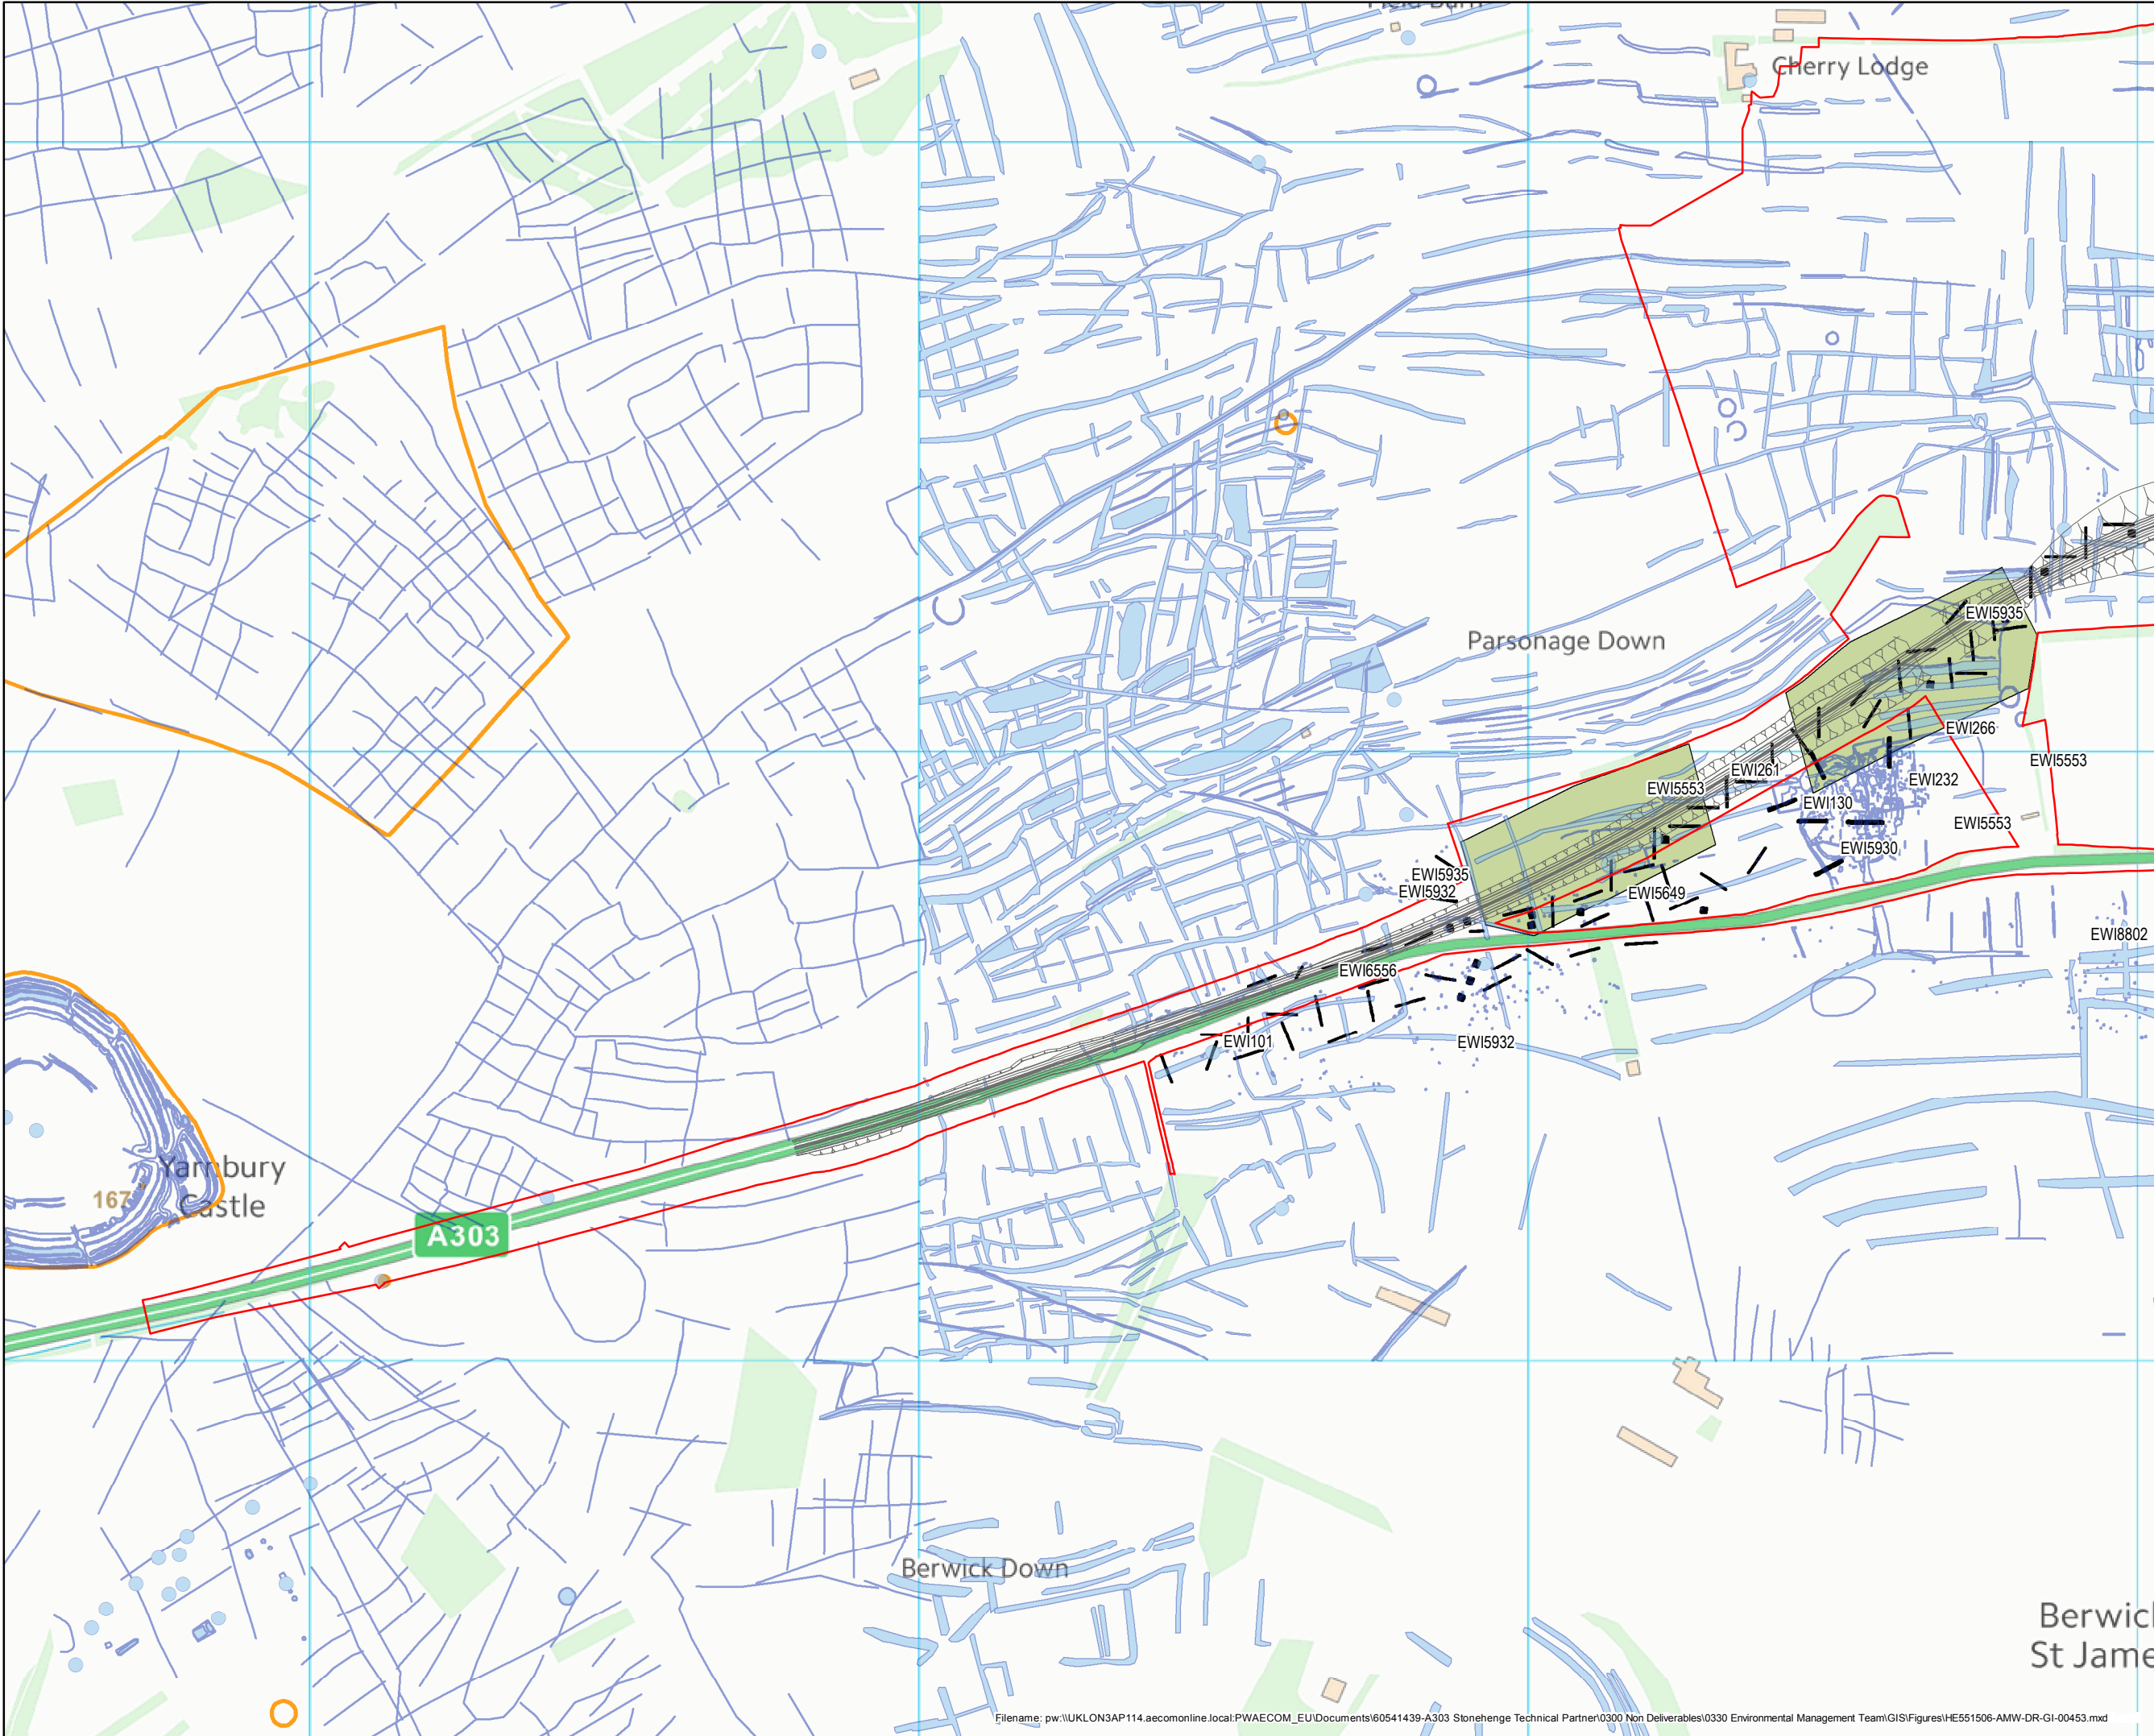 Cherry Lodge
Parsonage Down
EWI5935
EWI266
EWI5553
EWI261
EWI5553
EWI232
EWI130
EWI5553
EWI5930
EWI5935
EWI5932
EWI5649
EWI8802
EWI6556
EWI101
EWI5932
Yarnbury
Castle
167
A303
Berwick Down
Berwick
St Jame
Filename: pw:\\UKLON3AP114.aecomonline.local:PWAECOM_EU\Documents\60541439-A303 Stonehenge Technical Partner\0300 Non Deliverables\0330 Environmental Management Team\GIS\Figures\HE551506-AMW-DR-GI-00453.mxd